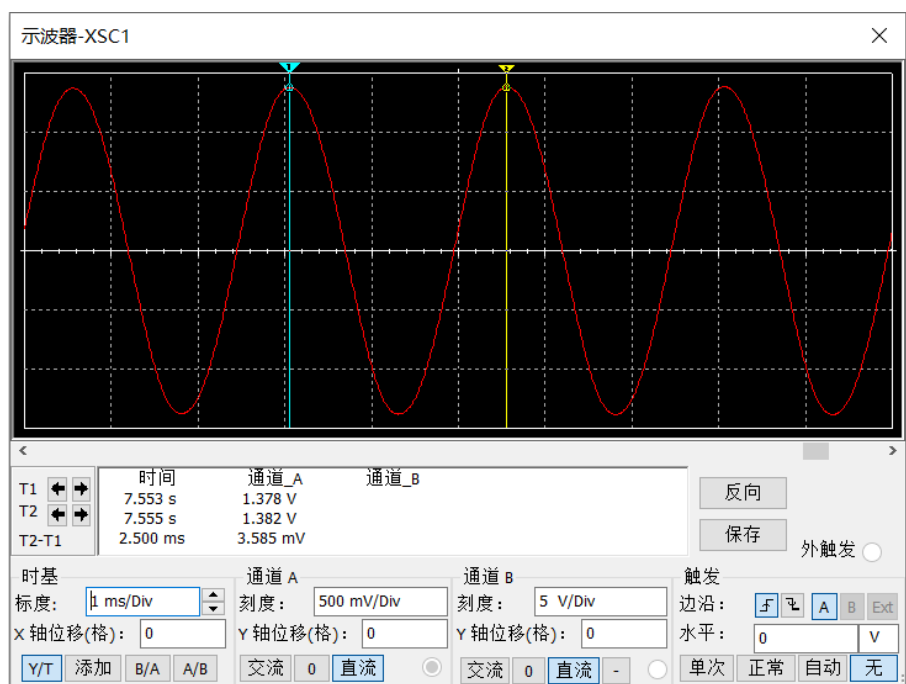 示波器-XSC1
1 2
时间 通道_A 通道_B
T1 7.553 s 1.378 V
T2 7.555 s 1.382 V
T2-T1 2.500 ms 3.585 mV
反向
保存
外触发
时基 通道 A 通道 B 触发
标度: 1 ms/Div 刻度: 500 mV/Div 刻度: 5 V/Div 边沿: A B Ext
X 轴位移(格): 0 Y 轴位移(格): 0 Y 轴位移(格): 0 水平: 0 V
Y/T 添加 B/A A/B 交流 0 直流 交流 0 直流 - 单次 正常 自动 无